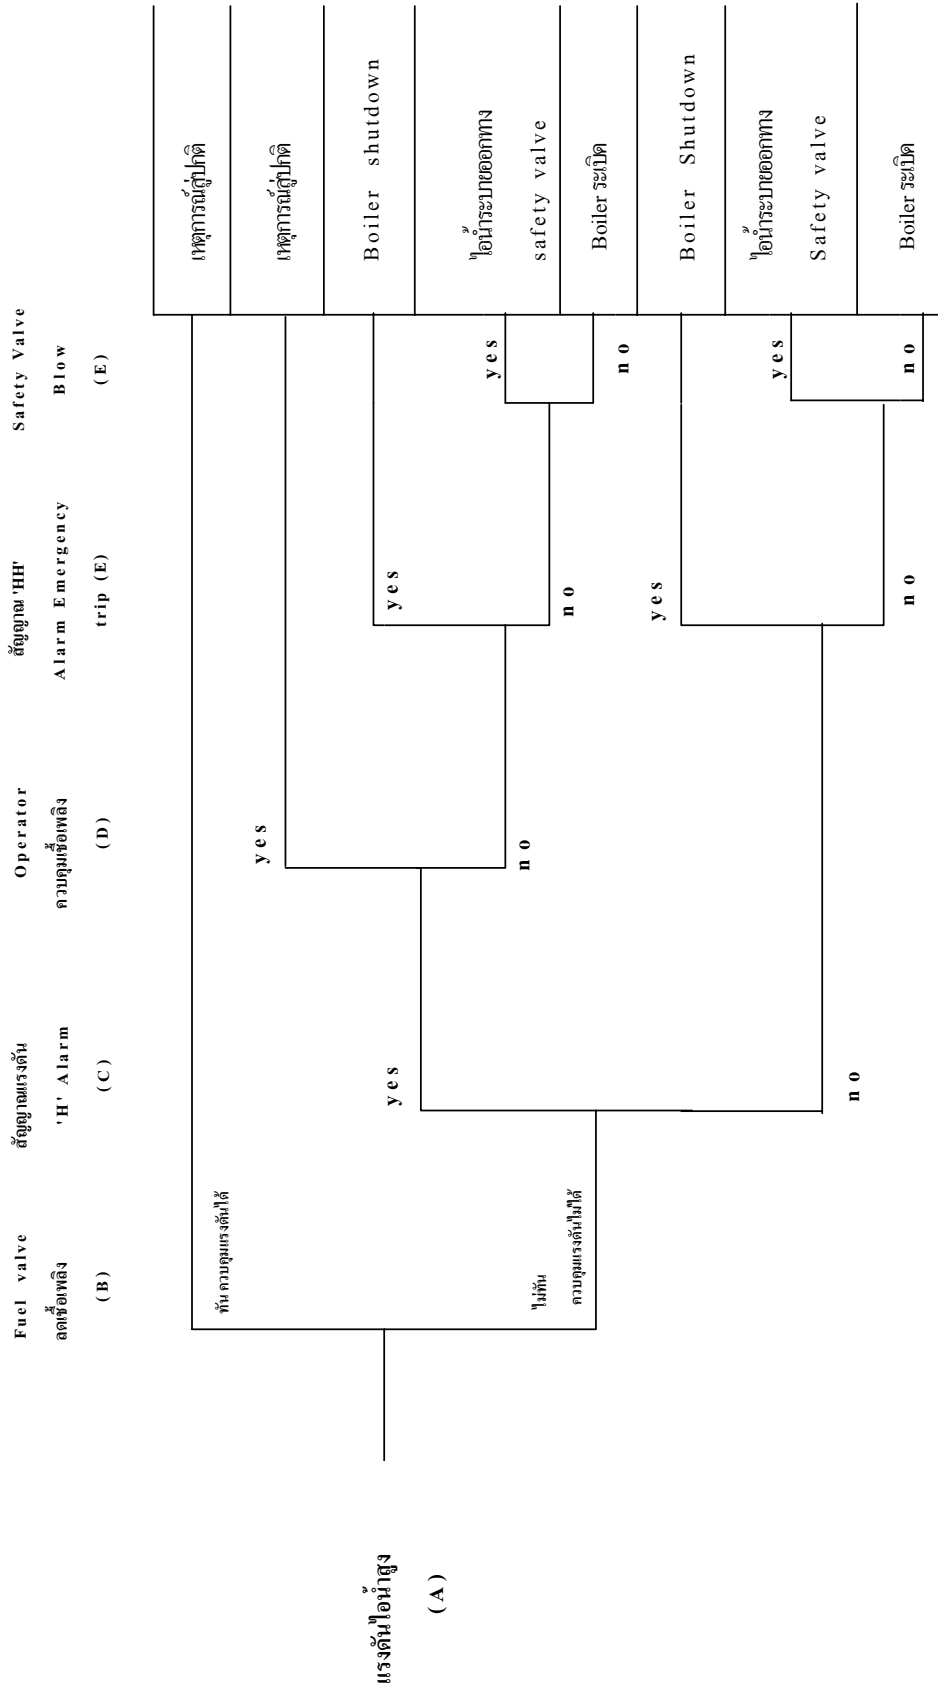 แรงดันไอน้ำสูง
(A)
Fuel valve
ลดเชื้อเพลิง
(B)
สัญญาณแรงดัน
'H' Alarm
(C)
Operator
ควบคุมเชื้อเพลิง
(D)
สัญญาณ 'HH'
Alarm Emergency
trip (E)
Safety Valve
Blow
(E)
ทัน ควบคุมแรงดันได้
ไม่ทัน
ควบคุมแรงดันไม่ได้
yes
no
yes
no
yes
no
yes
no
yes
no
yes
no
เหตุการณ์สู่ปกติ
เหตุการณ์สู่ปกติ
Boiler shutdown
ไอน้ำระบายออกทาง
safety valve
Boiler ระเบิด
Boiler Shutdown
ไอน้ำระบายออกทาง
Safety valve
Boiler ระเบิด